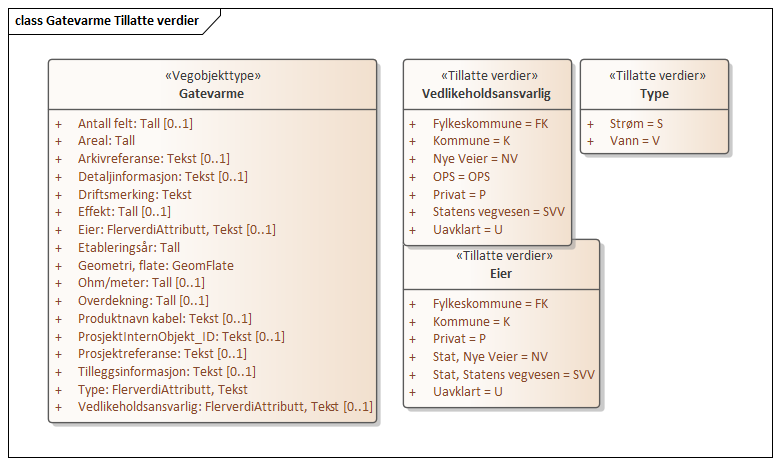 class Gatevarme Tillatte verdier
«Vegobjekttype»
Gatevarme
+ Antall felt: Tall [0..1]
+ Areal: Tall
+ Arkivreferanse: Tekst [0..1]
+ Detaljinformasjon: Tekst [0..1]
+ Driftsmerking: Tekst
+ Effekt: Tall [0..1]
+ Eier: FlerverdiAttributt, Tekst [0..1]
+ Etableringsår: Tall
+ Geometri, flate: GeomFlate
+ Ohm/meter: Tall [0..1]
+ Overdekning: Tall [0..1]
+ Produktnavn kabel: Tekst [0..1]
+ ProsjektInternObjekt_ID: Tekst [0..1]
+ Prosjektreferanse: Tekst [0..1]
+ Tilleggsinformasjon: Tekst [0..1]
+ Type: FlerverdiAttributt, Tekst
+ Vedlikeholdsansvarlig: FlerverdiAttributt, Tekst [0..1]
«Tillatte verdier»
Vedlikeholdsansvarlig
+ Fylkeskommune = FK
+ Kommune = K
+ Nye Veier = NV
+ OPS = OPS
+ Privat = P
+ Statens vegvesen = SVV
+ Uavklart = U
«Tillatte verdier»
Type
+ Strøm = S
+ Vann = V
«Tillatte verdier»
Eier
+ Fylkeskommune = FK
+ Kommune = K
+ Privat = P
+ Stat, Nye Veier = NV
+ Stat, Statens vegvesen = SVV
+ Uavklart = U